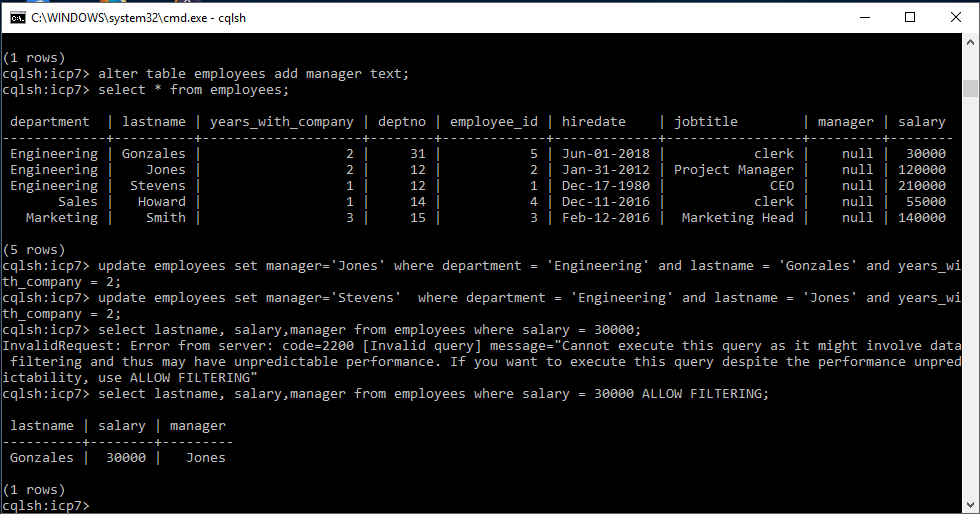 C:\WINDOWS\system32\cmd.exe - cqlsh
(1 rows)
cqlsh:icp7> alter table employees add manager text;
cqlsh:icp7> select * from employees;
 department  | lastname | years_with_company | deptno | employee_id | hiredate    | jobtitle        | manager | salary
-------------+----------+--------------------+--------+-------------+-------------+-----------------+---------+--------
 Engineering | Gonzales |                  2 |     31 |           5 | Jun-01-2018 |           clerk |    null |  30000
 Engineering |    Jones |                  2 |     12 |           2 | Jan-31-2012 | Project Manager |    null | 120000
 Engineering |  Stevens |                  1 |     12 |           1 | Dec-17-1980 |             CEO |    null | 210000
       Sales |   Howard |                  1 |     14 |           4 | Dec-11-2016 |           clerk |    null |  55000
   Marketing |    Smith |                  3 |     15 |           3 | Feb-12-2016 |  Marketing Head |    null | 140000
(5 rows)
cqlsh:icp7> update employees set manager='Jones' where department = 'Engineering' and lastname = 'Gonzales' and years_wi
th_company = 2;
cqlsh:icp7> update employees set manager='Stevens'  where department = 'Engineering' and lastname = 'Jones' and years_wi
th_company = 2;
cqlsh:icp7> select lastname, salary,manager from employees where salary = 30000;
InvalidRequest: Error from server: code=2200 [Invalid query] message="Cannot execute this query as it might involve data
 filtering and thus may have unpredictable performance. If you want to execute this query despite the performance unpred
ictability, use ALLOW FILTERING"
cqlsh:icp7> select lastname, salary,manager from employees where salary = 30000 ALLOW FILTERING;
 lastname | salary | manager
----------+--------+---------
 Gonzales |  30000 |   Jones
(1 rows)
cqlsh:icp7>